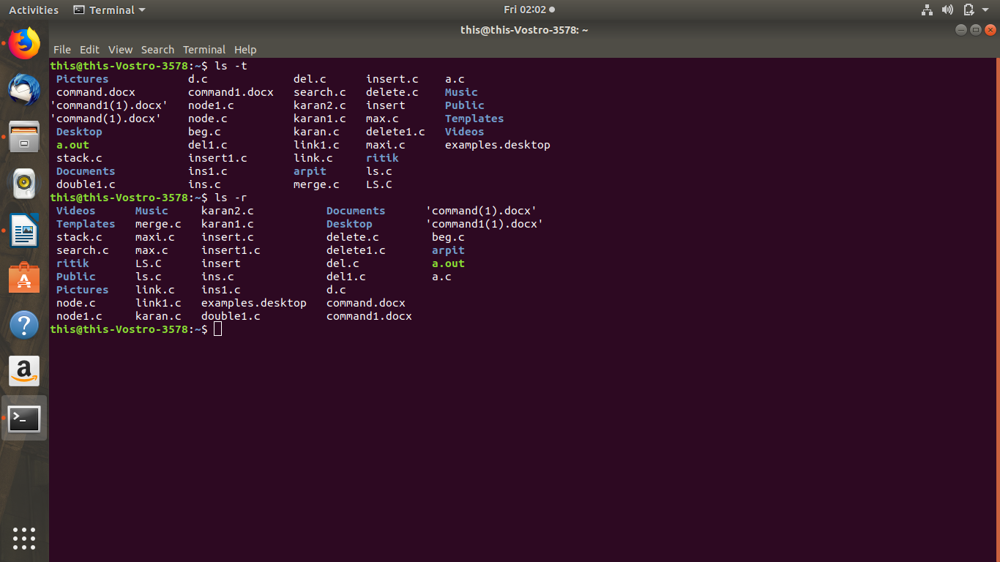 Activities Terminal Fri 02:02
this@this-Vostro-3578: ~
File Edit View Search Terminal Help
this@this-Vostro-3578:~$ ls -t
Pictures d.c del.c insert.c a.c
command.docx command1.docx search.c delete.c Music
'command1(1).docx' node1.c karan2.c insert Public
'command(1).docx' node.c karan1.c max.c Templates
Desktop beg.c karan.c delete1.c Videos
a.out del1.c link1.c maxi.c examples.desktop
stack.c insert1.c link.c ritik
Documents ins1.c arpit ls.c
double1.c ins.c merge.c LS.C
this@this-Vostro-3578:~$ ls -r
Videos Music karan2.c Documents 'command(1).docx'
Templates merge.c karan1.c Desktop 'command1(1).docx'
stack.c maxi.c insert.c delete.c beg.c
search.c max.c insert1.c delete1.c arpit
ritik LS.C insert del.c a.out
Public ls.c ins.c del1.c a.c
Pictures link.c ins1.c d.c
node.c link1.c examples.desktop command.docx
node1.c karan.c double1.c command1.docx
this@this-Vostro-3578:~$